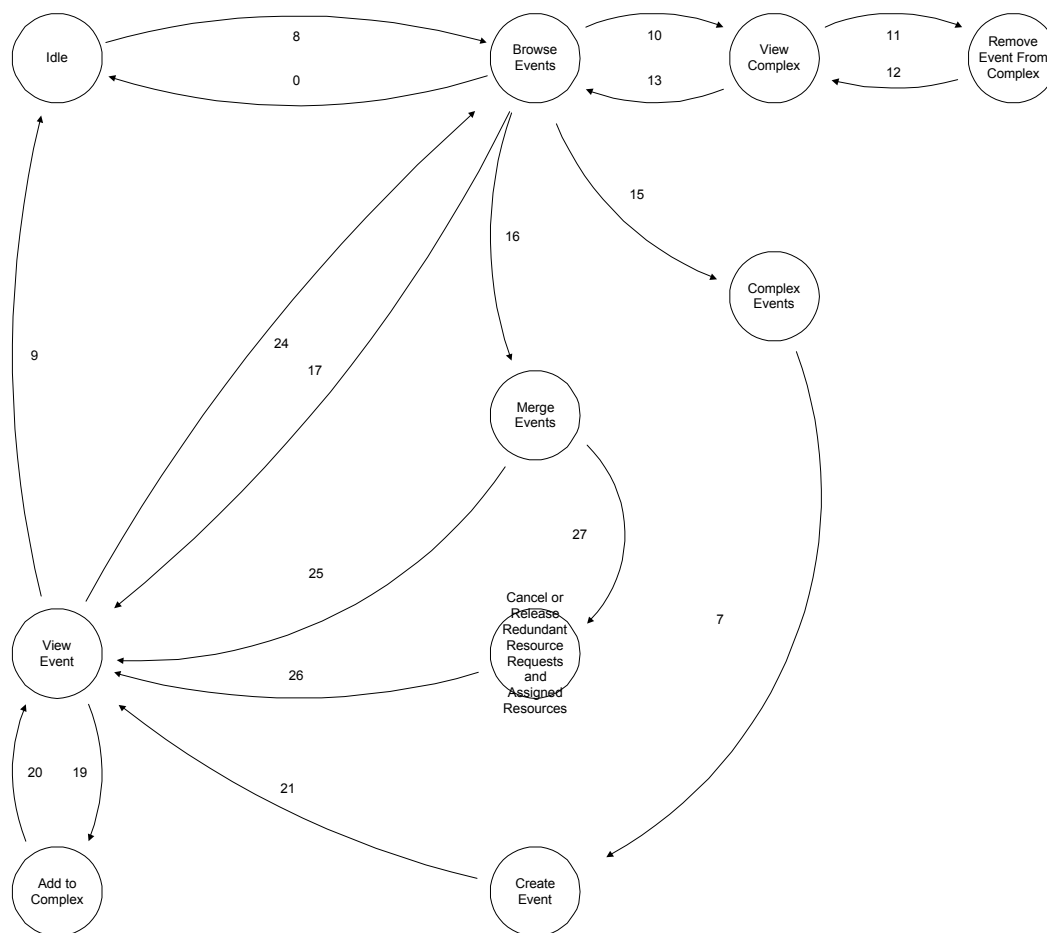 Idle
8
0
Browse
Events
10
13
View
Complex
11
12
Remove
Event From
Complex
15
16
Complex
Events
9
24
17
Merge
Events
27
25
7
Cancel or
Release
Redundant
Resource
Requests
and
Assigned
Resources
View
Event
26
20
19
21
Add to
Complex
Create
Event